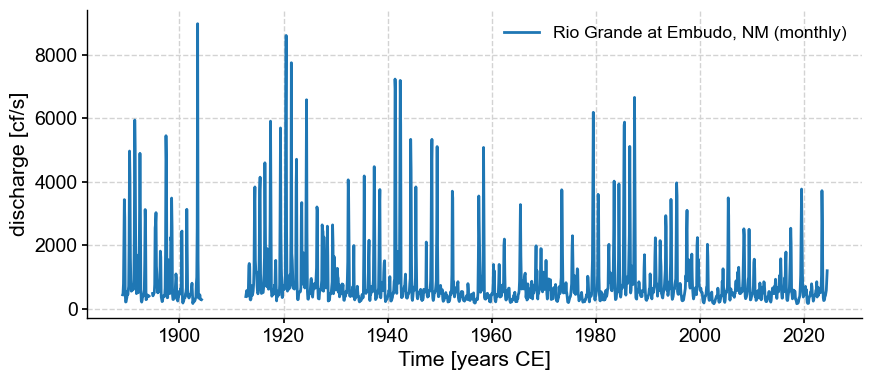 Rio Grande at Embudo, NM (monthly)
discharge [cf/s]
8000
6000
4000
2000
0
1900 1920 1940 1960 1980 2000 2020
Time [years CE]